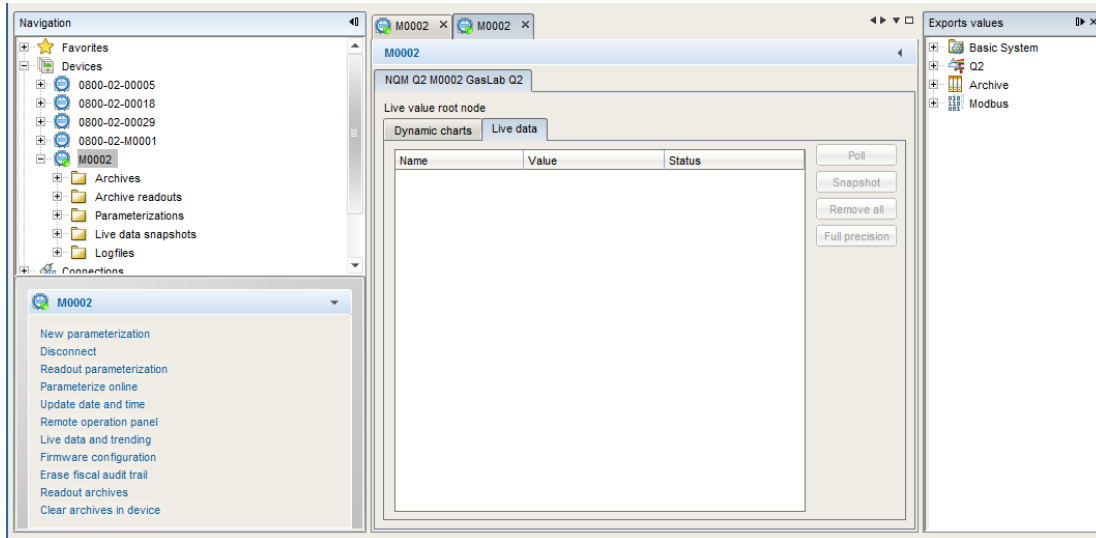 Navigation
Favorites
Devices
0800-02-00005
0800-02-00018
0800-02-00029
0800-02-M0001
M0002
Archives
Archive readouts
Parameterizations
Live data snapshots
Logfiles
Connections
M0002
New parameterization
Disconnect
Readout parameterization
Parameterize online
Update date and time
Remote operation panel
Live data and trending
Firmware configuration
Erase fiscal audit trail
Readout archives
Clear archives in device
M0002 M0002
M0002
NQM Q2 M0002 GasLab Q2
Live value root node
Dynamic charts Live data
Name Value Status
Poll
Snapshot
Remove all
Full precision
Exports values
Basic System
Q2
Archive
Modbus